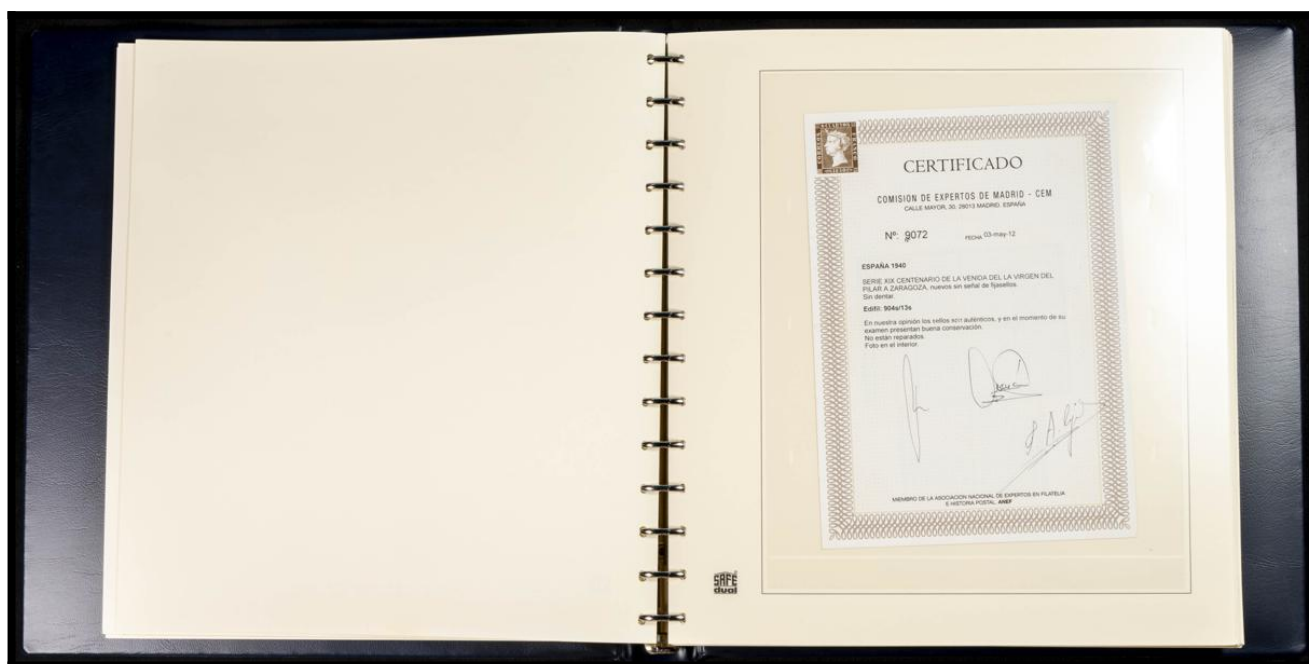 CERTIFICADO
COMISION DE EXPERTOS DE MADRID - CEM
CALLE MAYOR, 30. 28013 MADRID. ESPAÑA
Nº: 9072 FECHA 03-may-12
ESPAÑA 1940
SERIE XIX CENTENARIO DE LA VENIDA DEL LA VIRGEN DEL
PILAR A ZARAGOZA, nuevos sin señal de fijasellos.
Sin dentar.
Edifil: 904s/13s
En nuestra opinión los sellos son auténticos, y en el momento de su
examen presentan buena conservación.
No están reparados.
Foto en el interior.
MIEMBRO DE LA ASOCIACION NACIONAL DE EXPERTOS EN FILATELIA
E HISTORIA POSTAL. ANEF
SAFE
dual